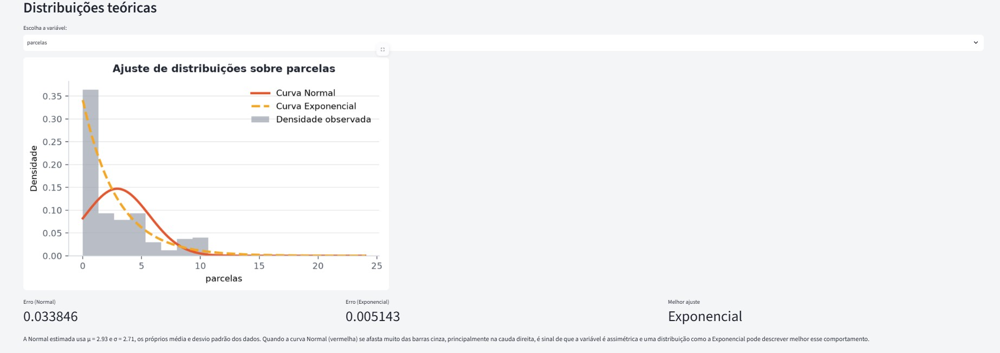 Distribuições teóricas
Escolha a variável:
parcelas
Ajuste de distribuições sobre parcelas
Curva Normal
Curva Exponencial
Densidade observada
0.35
0.30
0.25
0.20
0.15
0.10
0.05
0.00
Densidade
0 5 10 15 20 25
parcelas
Erro (Normal)
0.033846
Erro (Exponencial)
0.005143
Melhor ajuste
Exponencial
A Normal estimada usa μ = 2.93 e σ = 2.71, os próprios média e desvio padrão dos dados. Quando a curva Normal (vermelha) se afasta muito das barras cinza, principalmente na cauda direita, é sinal de que a variável é assimétrica e uma distribuição como a Exponencial pode descrever melhor esse comportamento.